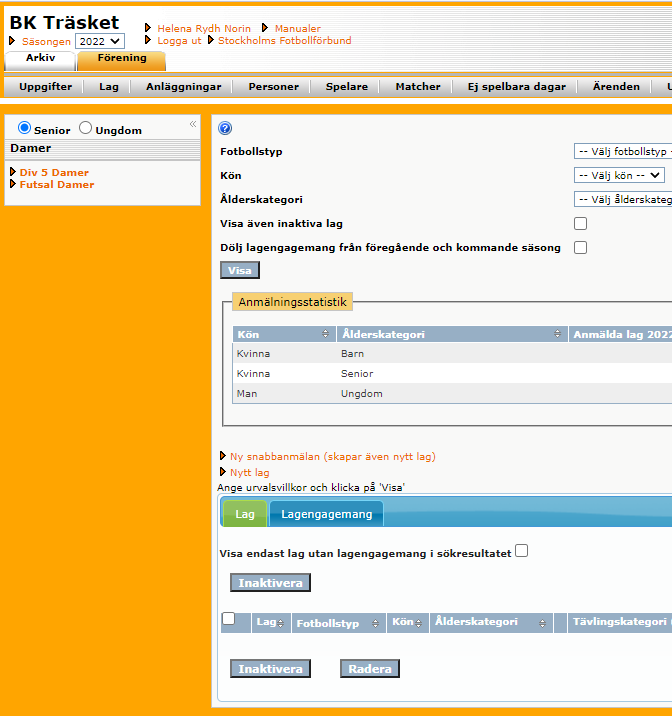 BK Träsket
Helena Rydh Norin Manualer
Säsongen 2022 Logga ut Stockholms Fotbollförbund
Arkiv Förening
Uppgifter Lag Anläggningar Personer Spelare Matcher Ej spelbara dagar Ärenden
Senior Ungdom «
Damer
Div 5 Damer
Futsal Damer
?
Fotbollstyp -- Välj fotbollstyp -
Kön -- Välj kön --
Ålderskategori -- Välj ålderskateg
Visa även inaktiva lag
Dölj lagengagemang från föregående och kommande säsong
Visa
Anmälningsstatistik
Kön Ålderskategori Anmälda lag 2022
Kvinna Barn
Kvinna Senior
Man Ungdom
Ny snabbanmälan (skapar även nytt lag)
Nytt lag
Ange urvalsvillkor och klicka på 'Visa'
Lag Lagengagemang
Visa endast lag utan lagengagemang i sökresultatet
Inaktivera
Lag Fotbollstyp Kön Ålderskategori Tävlingskategori
Inaktivera Radera